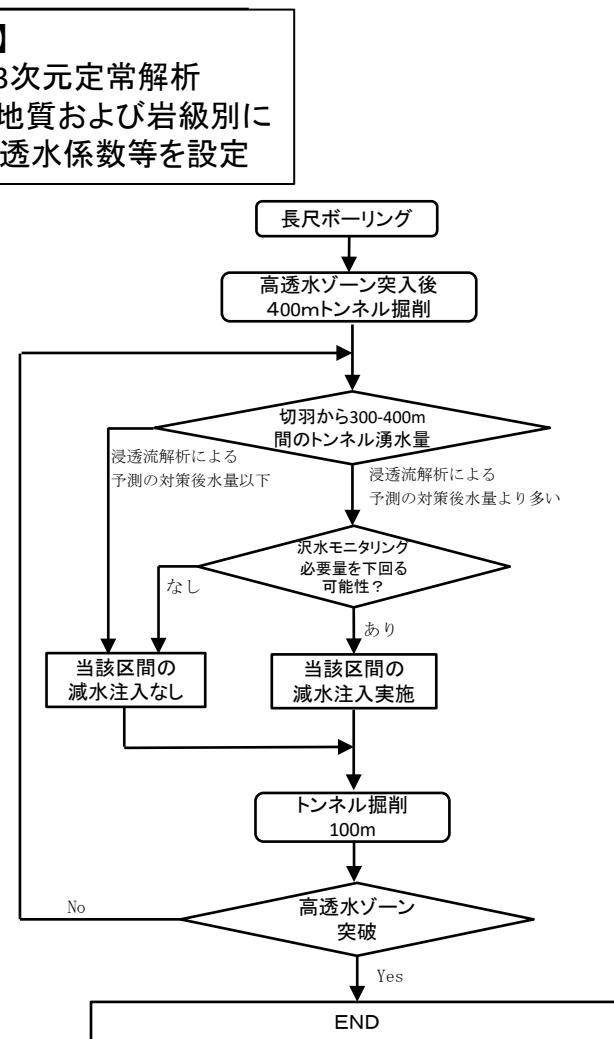 】
3次元定常解析
地質および岩級別に
透水係数等を設定
長尺ボーリング
高透水ゾーン突入後
400mトンネル掘削
切羽から300-400m
間のトンネル湧水量
浸透流解析による
予測の対策後水量以下
浸透流解析による
予測の対策後水量より多い
沢水モニタリング
必要量を下回る
可能性？
なし
あり
当該区間の
減水注入なし
当該区間の
減水注入実施
トンネル掘削
100m
高透水ゾーン
突破
No
Yes
END